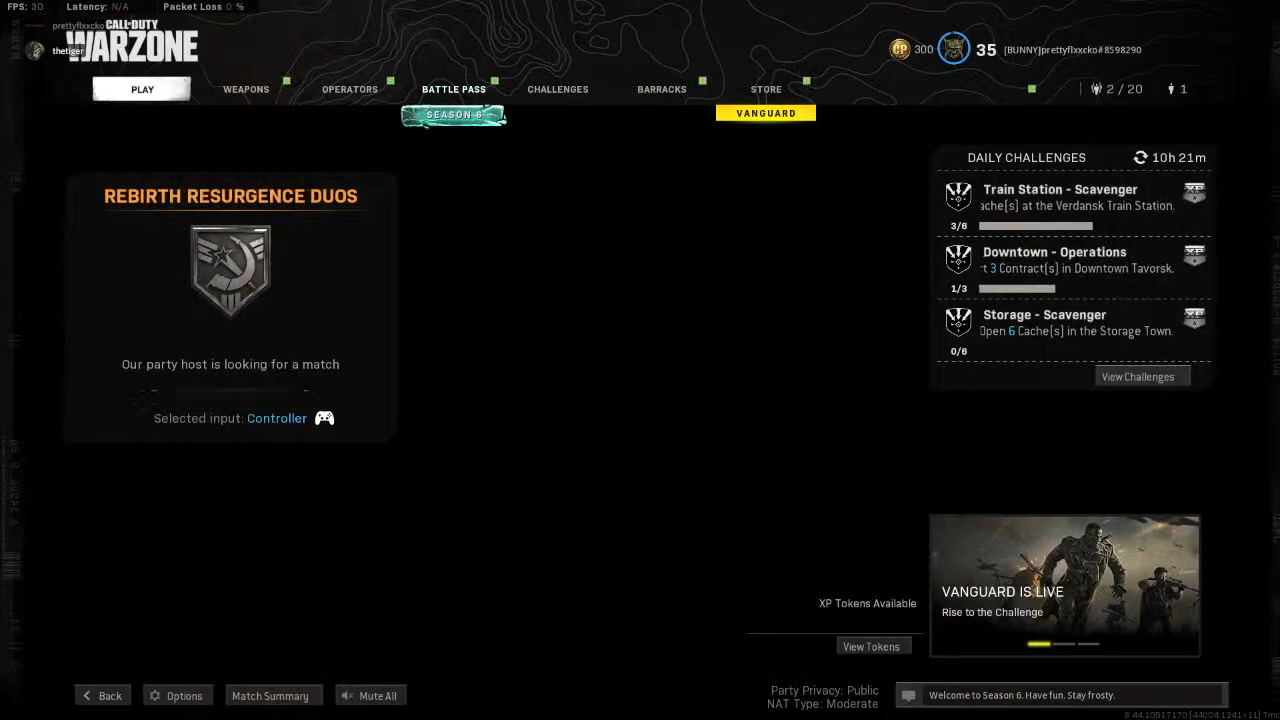 FPS: 30 Latency: N/A Packet Loss 0 %
prettyflxxcko
thetiger
CALL·DUTY
WARZONE
CP 300 35 [BUNNY]prettyflxxcko#8598290
PLAY WEAPONS OPERATORS BATTLE PASS CHALLENGES BARRACKS STORE 2 / 20 1
SEASON 6 VANGUARD
REBIRTH RESURGENCE DUOS
Our party host is looking for a match
Selected input: Controller
DAILY CHALLENGES 10h 21m
Train Station - Scavenger XP
ache(s) at the Verdansk Train Station.
3/6
Downtown - Operations XP
t 3 Contract(s) in Downtown Tavorsk.
1/3
Storage - Scavenger XP
Open 6 Cache(s) in the Storage Town.
0/6
View Challenges
VANGUARD IS LIVE
Rise to the Challenge
XP Tokens Available
View Tokens
Back Options Match Summary Mute All
Party Privacy: Public
NAT Type: Moderate
Welcome to Season 6. Have fun. Stay frosty.